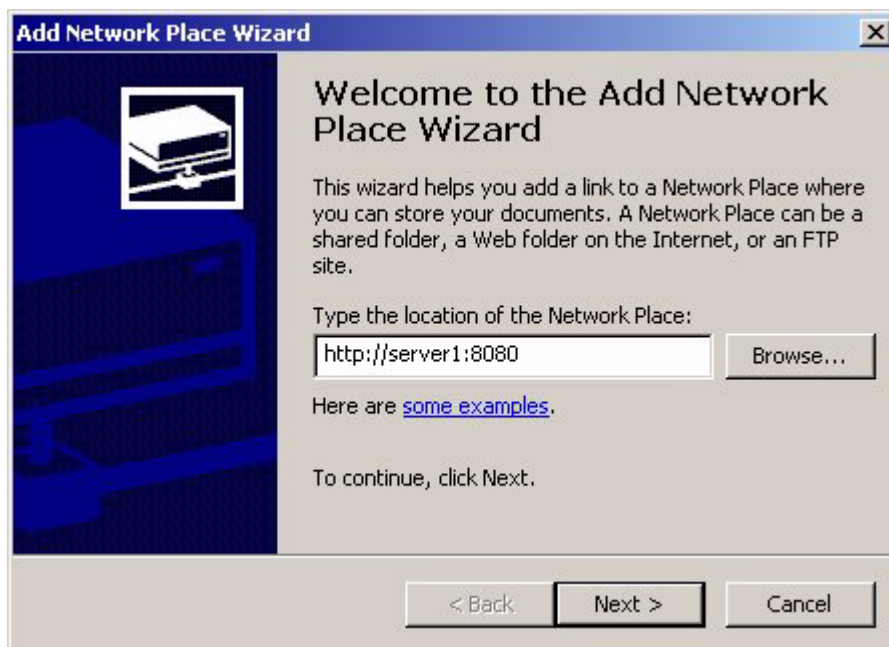 Add Network Place Wizard
Welcome to the Add Network
Place Wizard
This wizard helps you add a link to a Network Place where
you can store your documents. A Network Place can be a
shared folder, a Web folder on the Internet, or an FTP
site.
Type the location of the Network Place:
http://server1:8080
Browse...
Here are some examples.
To continue, click Next.
< Back
Next >
Cancel